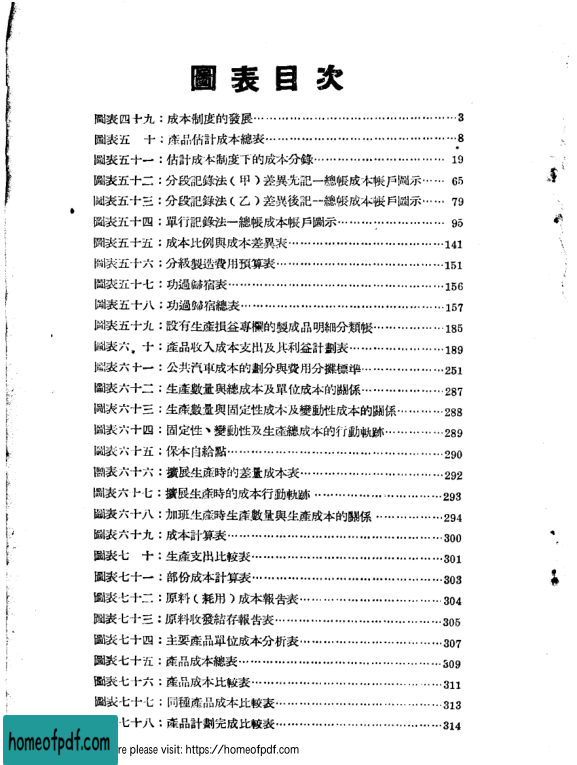 圖表目次
圖表四十九：成本制度的發展…………3
圖表五　十：產品估計成本總表…………8
圖表五十一：估計成本制度下的成本分錄…………19
圖表五十二：分段記錄法（甲）差異先記—總帳成本帳戶圖示……65
圖表五十三：分段記錄法（乙）差異後記—總帳成本帳戶圖示……79
圖表五十四：單行記錄法—總帳成本帳戶圖示…………95
圖表五十五：成本比例與成本差異表…………141
圖表五十六：分級製造費用預算表…………151
圖表五十七：功過歸宿表…………156
圖表五十八：功過歸宿總表…………157
圖表五十九：設有生產損益專欄的製成品明細分類帳…………185
圖表六　十：產品收入成本支出及其利益計劃表…………189
圖表六十一：公共汽車成本的劃分與費用分攤標準…………251
圖表六十二：生產數量與總成本及單位成本的關係…………287
圖表六十三：生產數量與固定性成本及變動性成本的關係…………288
圖表六十四：固定性、變動性及生產總成本的行動軌跡…………289
圖表六十五：保本自給點…………290
圖表六十六：擴展生產時的差量成本表…………292
圖表六十七：擴展生產時的成本行動軌跡…………293
圖表六十八：加班生產時生產數量與生產成本的關係…………294
圖表六十九：成本計算表…………300
圖表七　十：生產支出比較表…………301
圖表七十一：部份成本計算表…………303
圖表七十二：原料（耗用）成本報告表…………304
圖表七十三：原料收發結存報告表…………305
圖表七十四：主要產品單位成本分析表…………307
圖表七十五：產品成本總表…………309
圖表七十六：產品成本比較表…………311
圖表七十七：同種產品成本比較表…………313
七十八：產品計劃完成比較表…………314
homeofpdf.com
re please visit: https://homeofpdf.com